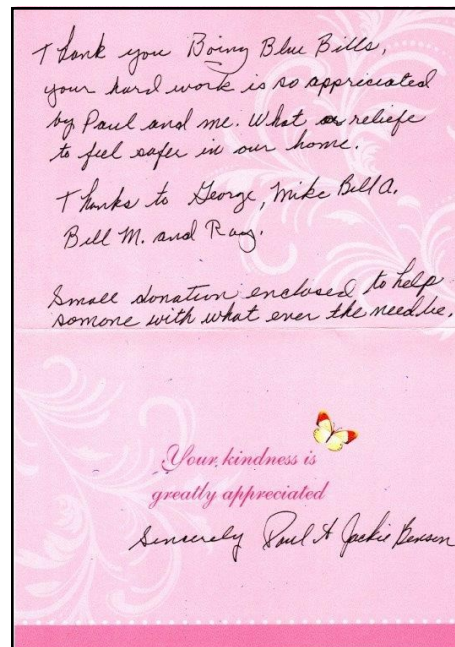 Thank you Boing Blue Bills,
your hard work is so appriciated
by Paul and me. What a reliefe
to feel safer in our home.
Thanks to George, Mike Bill A.
Bill M. and Ray.
Small donation enclosed to help
somone with what ever the need be.
Your kindness is
greatly appreciated
Sincerely Paul & Jackie Benson